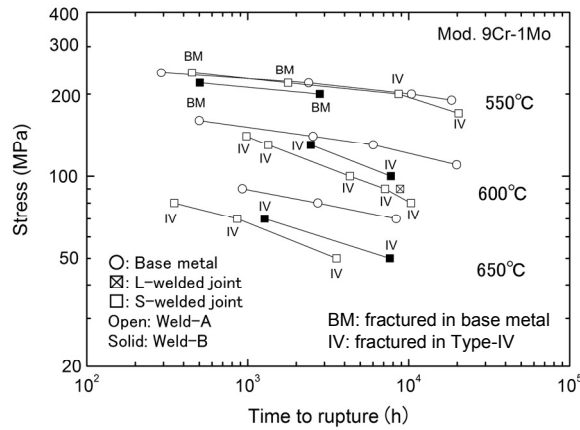 400
Mod. 9Cr-1Mo
300
BM
BM
IV
200
550℃
BM
BM
IV
IV
IV
100
IV
IV
IV
IV
600℃
IV
IV
IV
IV
IV
50
IV
650℃
IV
○: Base metal
☒: L-welded joint
□: S-welded joint
Open: Weld-A
Solid: Weld-B
BM: fractured in base metal
IV: fractured in Type-IV
20
10² 10³ 10⁴ 10⁵
Time to rupture (h)
Stress (MPa)